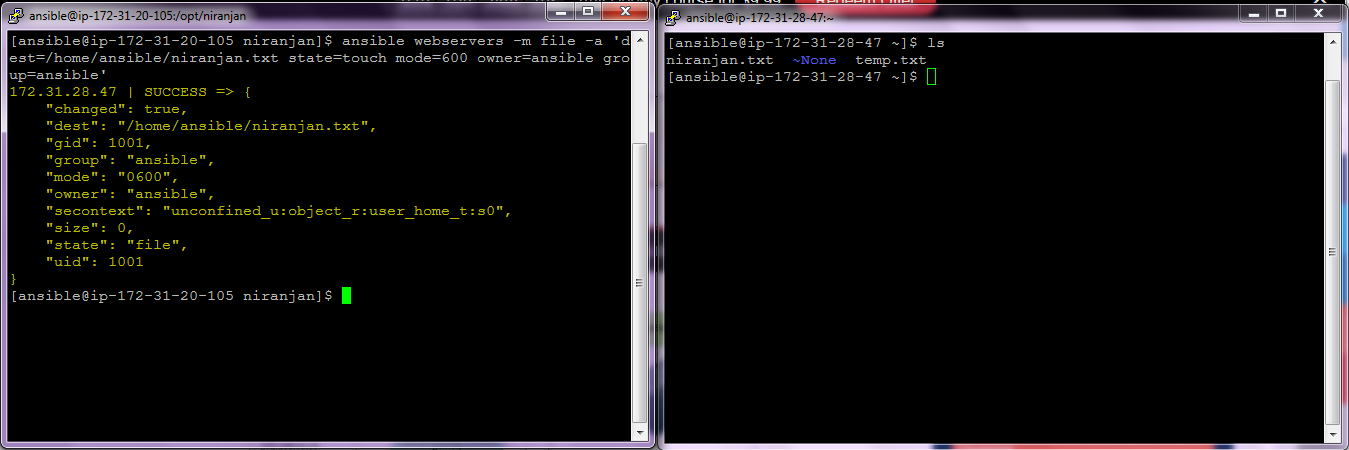 ansible@ip-172-31-20-105:/opt/niranjan
[ansible@ip-172-31-20-105 niranjan]$ ansible webservers -m file -a 'd
est=/home/ansible/niranjan.txt state=touch mode=600 owner=ansible gro
up=ansible'
172.31.28.47 | SUCCESS => {
    "changed": true,
    "dest": "/home/ansible/niranjan.txt",
    "gid": 1001,
    "group": "ansible",
    "mode": "0600",
    "owner": "ansible",
    "secontext": "unconfined_u:object_r:user_home_t:s0",
    "size": 0,
    "state": "file",
    "uid": 1001
}
[ansible@ip-172-31-20-105 niranjan]$
ansible@ip-172-31-28-47:~
[ansible@ip-172-31-28-47 ~]$ ls
niranjan.txt  ~None  temp.txt
[ansible@ip-172-31-28-47 ~]$